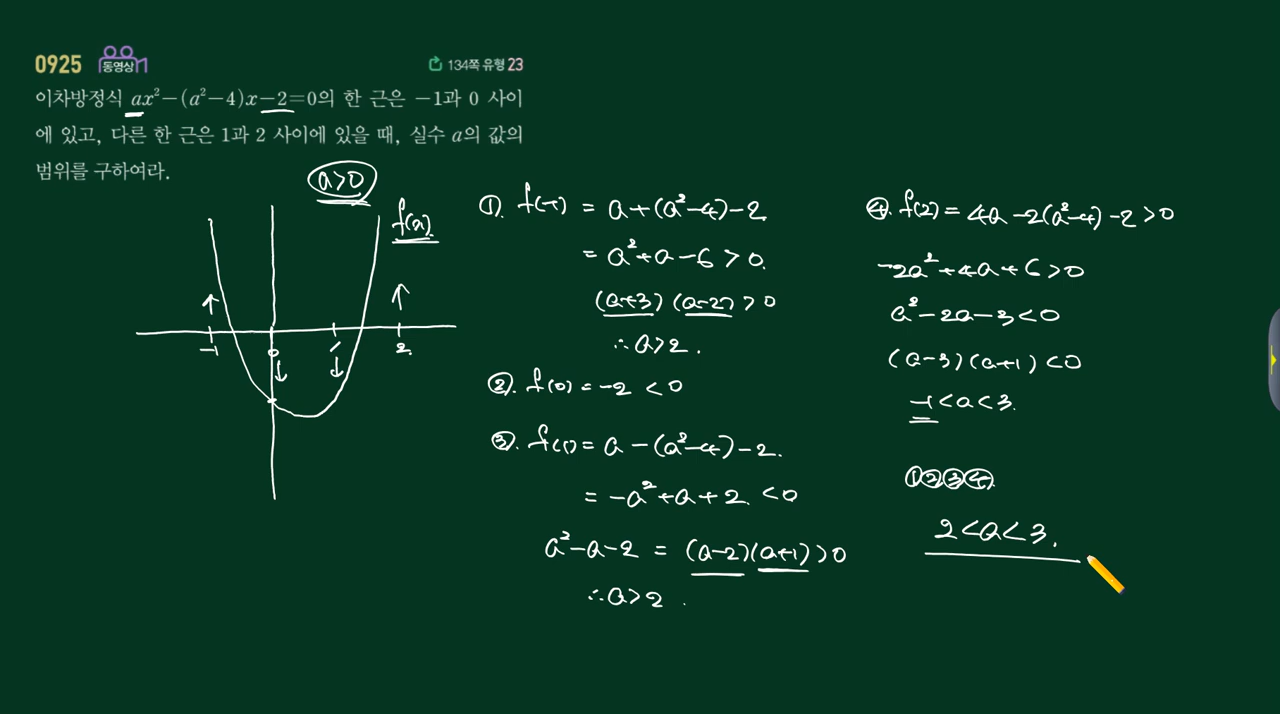 0925 동영상
134쪽 유형 23
이차방정식 ax²-(a²-4)x-2=0의 한 근은 -1과 0 사이
에 있고, 다른 한 근은 1과 2 사이에 있을 때, 실수 a의 값의
범위를 구하여라.
a>0
f(x).
-1 0 1 2.
①. f(-1) = a+(a²-4)-2
= a²+a-6>0.
(a+3)(a-2)>0
∴a>2.
②. f(0)=-2<0
③. f(1)=a-(a²-4)-2.
= -a²+a+2.<0
a²-a-2 = (a-2)(a+1)>0
∴a>2.
④. f(2)=4a-2(a²-4)-2>0
-2a²+4a+6>0
a²-2a-3<0
(a-3)(a+1)<0
-1<a<3.
①②③④.
2<a<3.